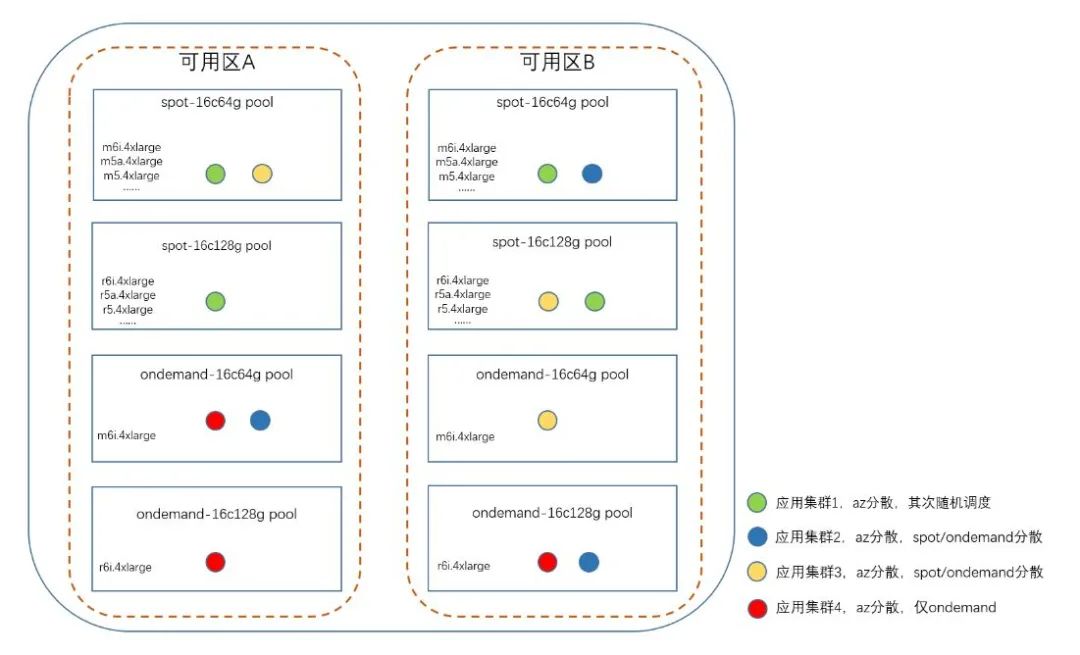 可用区A
spot-16c64g pool
m6i.4xlarge
m5a.4xlarge
m5.4xlarge
......
spot-16c128g pool
r6i.4xlarge
r5a.4xlarge
r5.4xlarge
......
ondemand-16c64g pool
m6i.4xlarge
ondemand-16c128g pool
r6i.4xlarge
可用区B
spot-16c64g pool
m6i.4xlarge
m5a.4xlarge
m5.4xlarge
......
spot-16c128g pool
r6i.4xlarge
r5a.4xlarge
r5.4xlarge
......
ondemand-16c64g pool
m6i.4xlarge
ondemand-16c128g pool
r6i.4xlarge
应用集群1，az分散，其次随机调度
应用集群2，az分散，spot/ondemand分散
应用集群3，az分散，spot/ondemand分散
应用集群4，az分散，仅ondemand